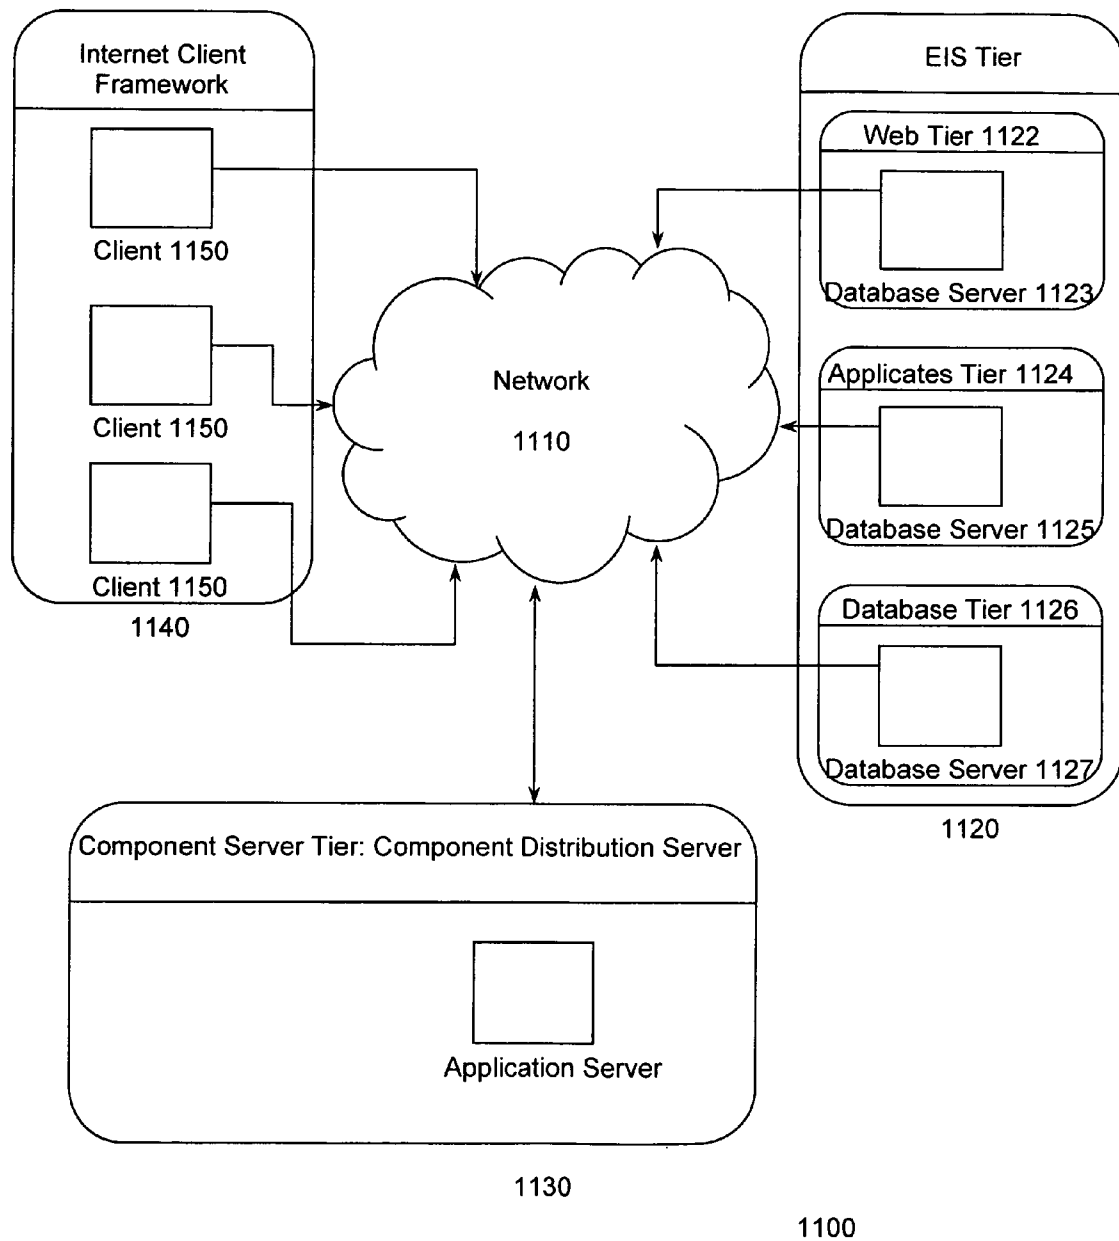 Internet Client
Framework
Client 1150
Client 1150
Client 1150
1140
Network
1110
EIS Tier
Web Tier 1122
Database Server 1123
Applicates Tier 1124
Database Server 1125
Database Tier 1126
Database Server 1127
1120
Component Server Tier: Component Distribution Server
Application Server
1130
1100